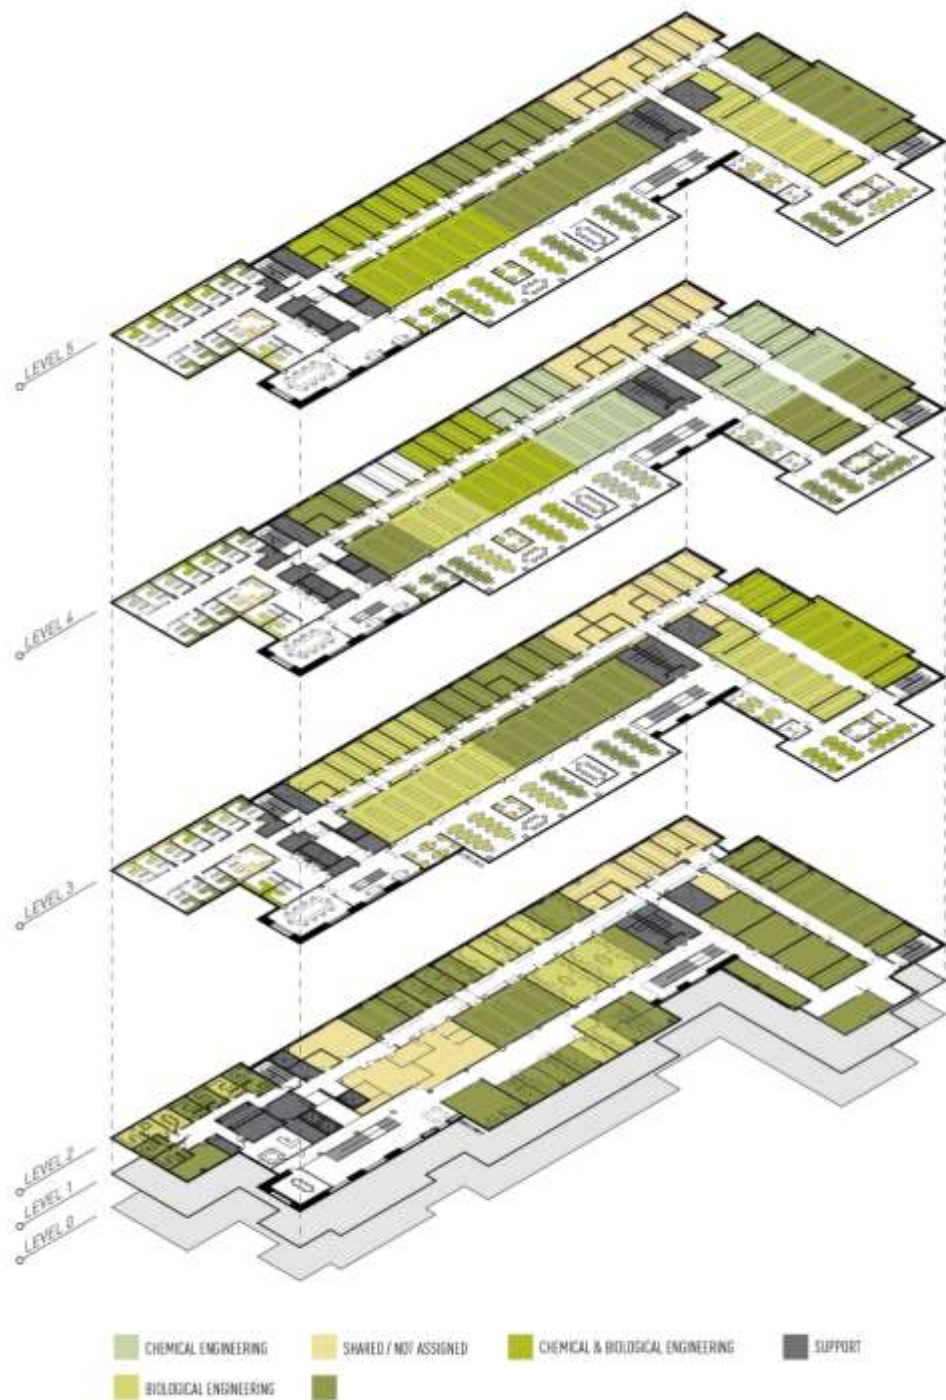 LEVEL 5
LEVEL 4
LEVEL 3
LEVEL 2
LEVEL 1
LEVEL 0
CHEMICAL ENGINEERING
SHARED / NOT ASSIGNED
CHEMICAL & BIOLOGICAL ENGINEERING
SUPPORT
BIOLOGICAL ENGINEERING